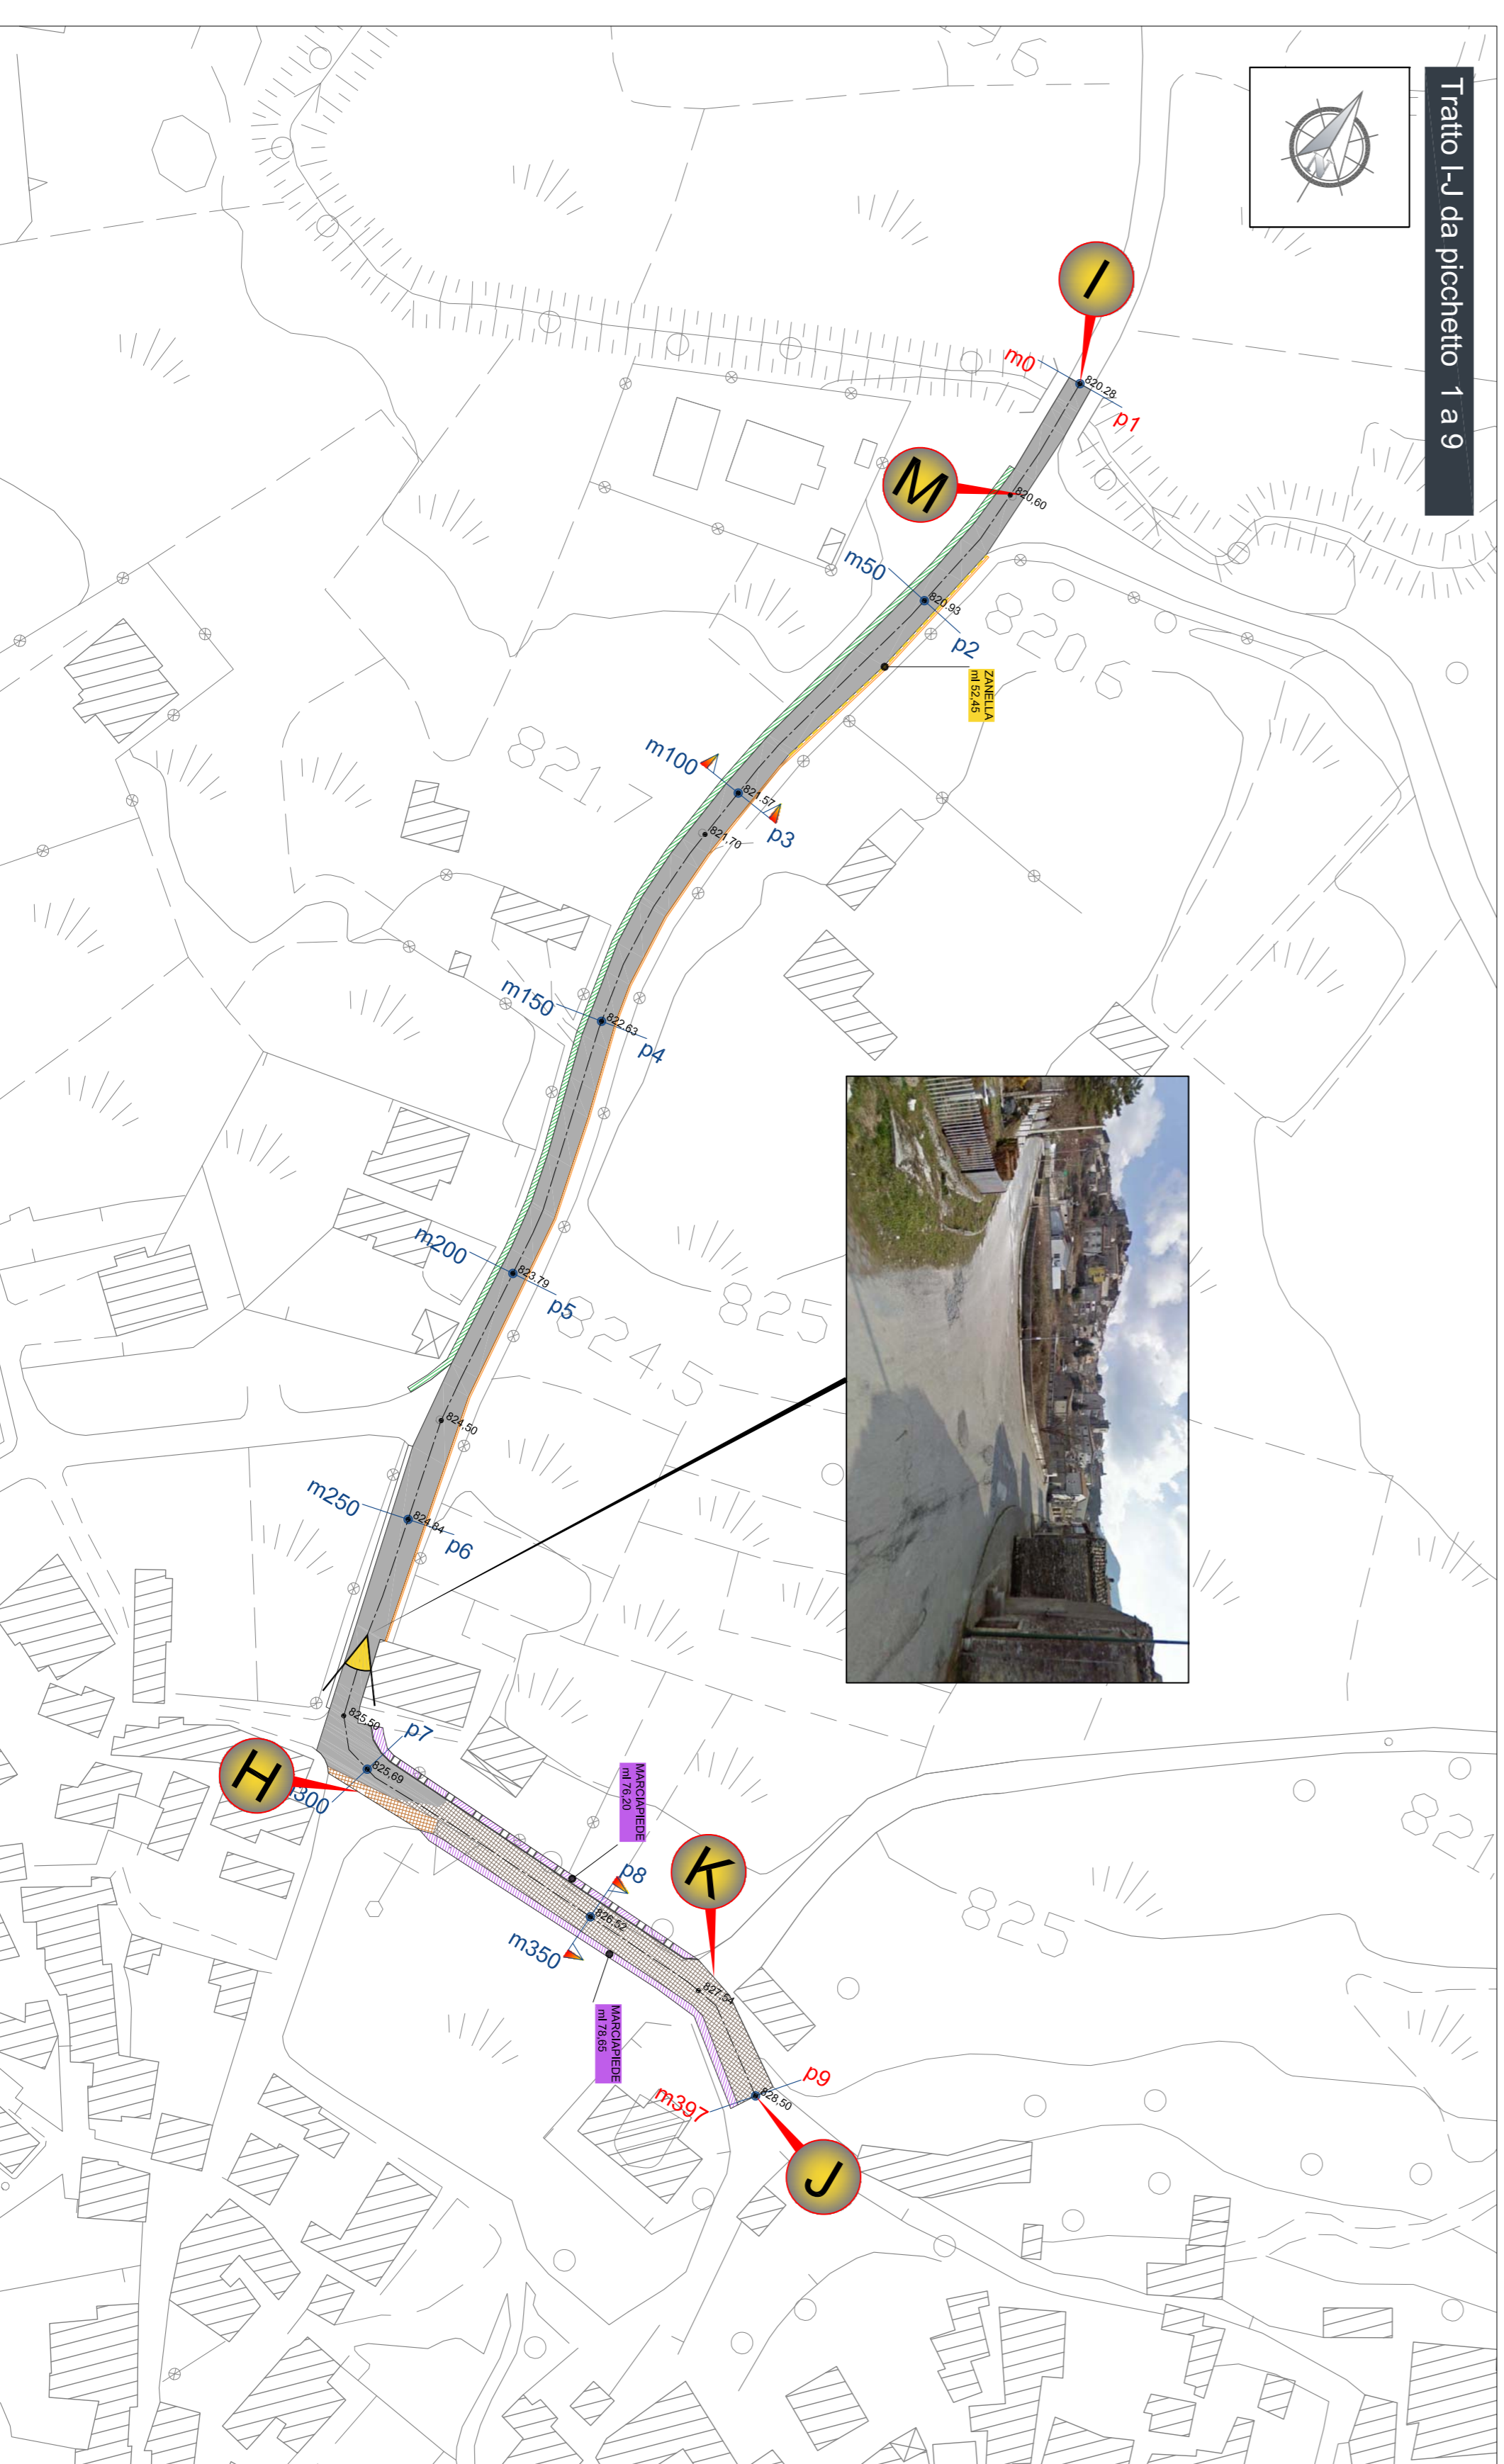 Tratto I-J da picchetto 1 a 9
N
I
m0
820.28
p1
M
820,60
m50
820.93
p2
820 6
ZANELLA
ml 52,45
m100
821.57
p3
821,70
821 7
m150
822.63
p4
m200
823.79
p5
824 5
825
824,50
m250
824.84
p6
825,50
p7
825.69
H
300
MARCIAPIEDE
ml 76,20
p8
826.52
m350
K
827,54
MARCIAPIEDE
ml 78,65
p9
828.50
m397
J
825
821